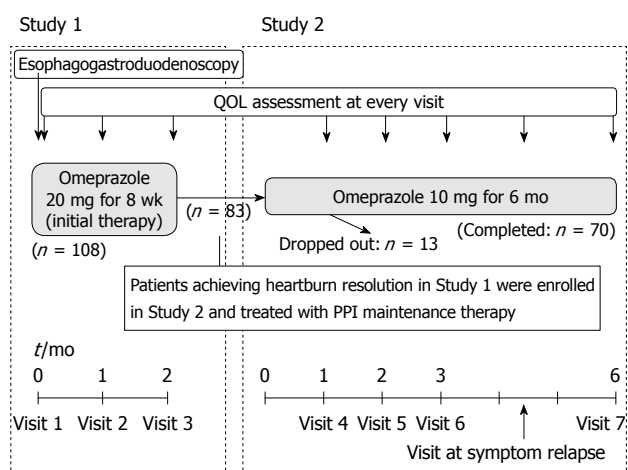 Study 1
Study 2
Esophagogastroduodenoscopy
QOL assessment at every visit
Omeprazole
20 mg for 8 wk
(initial therapy)
(n = 83)
Omeprazole 10 mg for 6 mo
(n = 108)
Dropped out: n = 13
(Completed: n = 70)
Patients achieving heartburn resolution in Study 1 were enrolled
in Study 2 and treated with PPI maintenance therapy
t/mo
0 1 2
0 1 2 3 6
Visit 1 Visit 2 Visit 3
Visit 4 Visit 5 Visit 6 Visit 7
Visit at symptom relapse